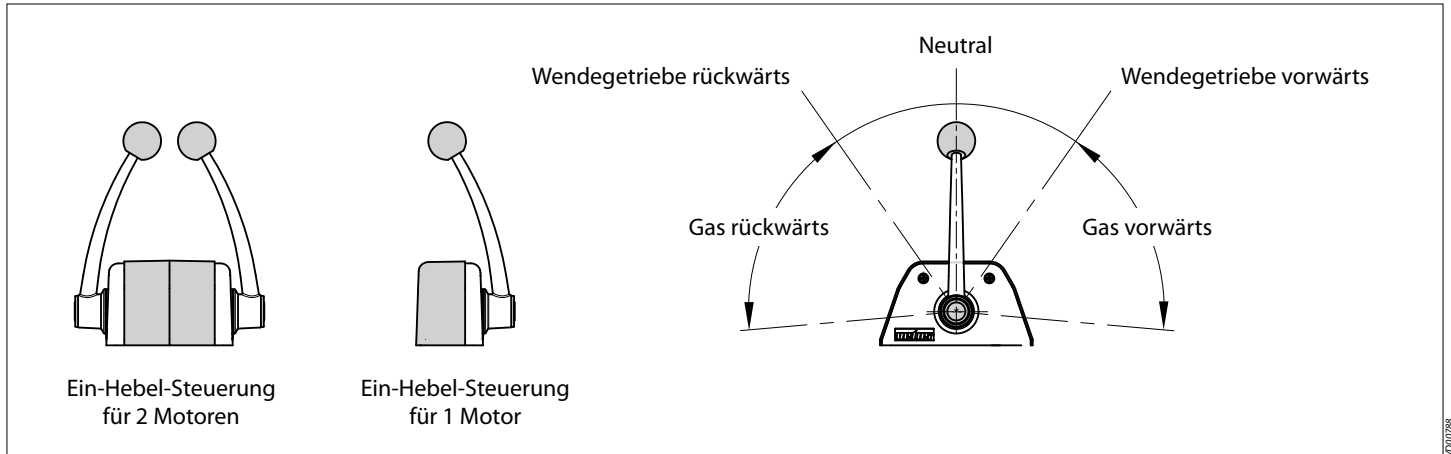 Neutral
Wendegetriebe rückwärts
Wendegetriebe vorwärts
Gas rückwärts
Gas vorwärts
Ein-Hebel-Steuerung
für 2 Motoren
Ein-Hebel-Steuerung
für 1 Motor